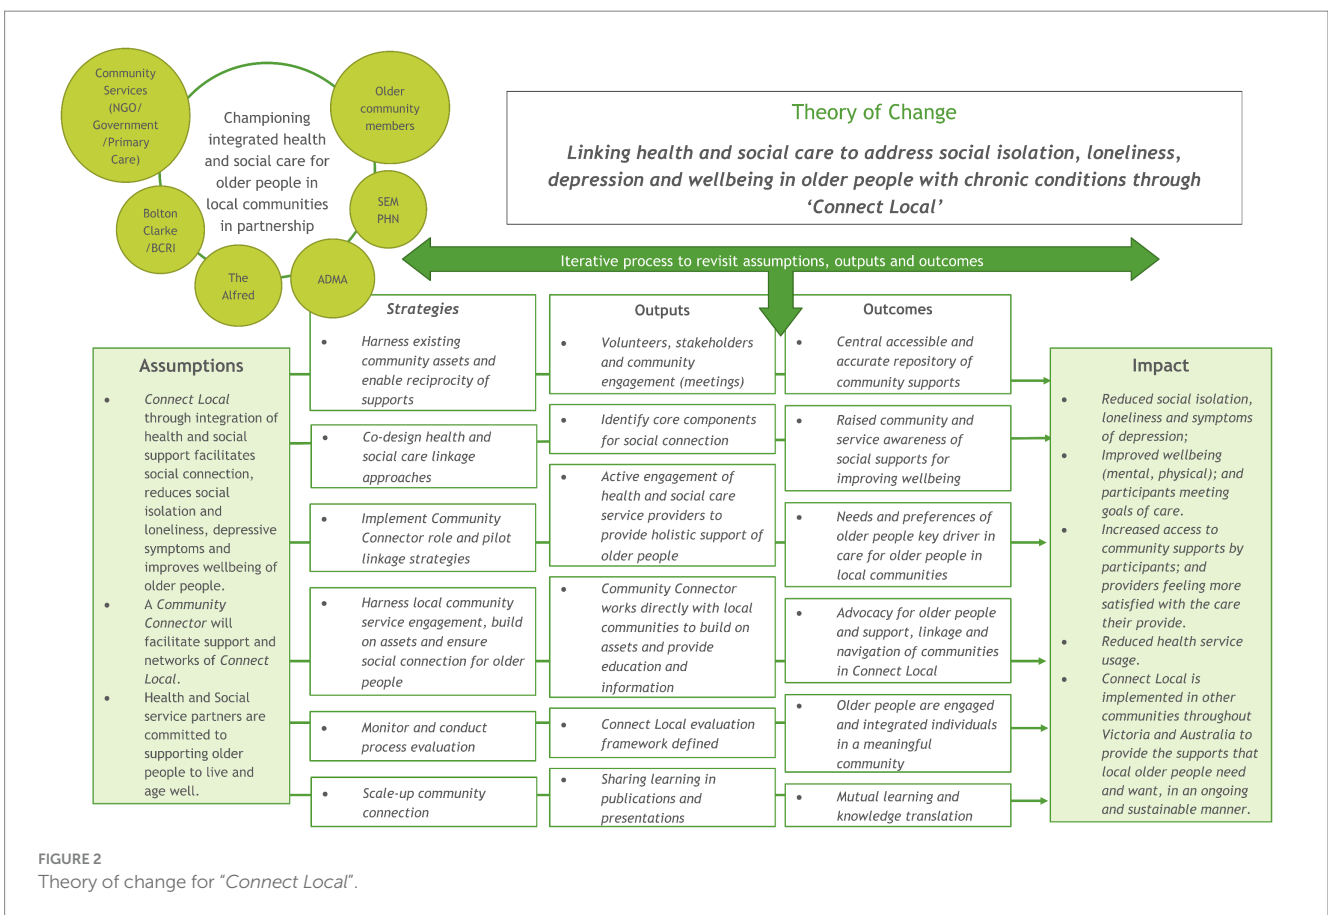 Community
Services
(NGO/
Government
/Primary
Care)
Older
community
members
Championing
integrated health
and social care for
older people in
local communities
in partnership
Bolton
Clarke
/BCRI
The
Alfred
ADMA
SEM
PHN
Theory of Change
Linking health and social care to address social isolation, loneliness,
depression and wellbeing in older people with chronic conditions through
‘Connect Local’
Iterative process to revisit assumptions, outputs and outcomes
Assumptions
• Connect Local
through integration of
health and social
support facilitates
social connection,
reduces social
isolation and
loneliness, depressive
symptoms and
improves wellbeing of
older people.
• A Community
Connector will
facilitate support and
networks of Connect
Local.
• Health and Social
service partners are
committed to
supporting older
people to live and
age well.
Strategies
• Harness existing
community assets and
enable reciprocity of
supports
• Co-design health and
social care linkage
approaches
• Implement Community
Connector role and pilot
linkage strategies
• Harness local community
service engagement, build
on assets and ensure
social connection for older
people
• Monitor and conduct
process evaluation
• Scale-up community
connection
Outputs
• Volunteers, stakeholders
and community
engagement (meetings)
• Identify core components
for social connection
• Active engagement of
health and social care
service providers to
provide holistic support of
older people
• Community Connector
works directly with local
communities to build on
assets and provide
education and
information
• Connect Local evaluation
framework defined
• Sharing learning in
publications and
presentations
Outcomes
• Central accessible and
accurate repository of
community supports
• Raised community and
service awareness of
social supports for
improving wellbeing
• Needs and preferences of
older people key driver in
care for older people in
local communities
• Advocacy for older people
and support, linkage and
navigation of communities
in Connect Local
• Older people are engaged
and integrated individuals
in a meaningful
community
• Mutual learning and
knowledge translation
Impact
• Reduced social isolation,
loneliness and symptoms
of depression;
• Improved wellbeing
(mental, physical); and
participants meeting
goals of care.
• Increased access to
community supports by
participants; and
providers feeling more
satisfied with the care
their provide.
• Reduced health service
usage.
• Connect Local is
implemented in other
communities throughout
Victoria and Australia to
provide the supports that
local older people need
and want, in an ongoing
and sustainable manner.
FIGURE 2
Theory of change for “Connect Local”.